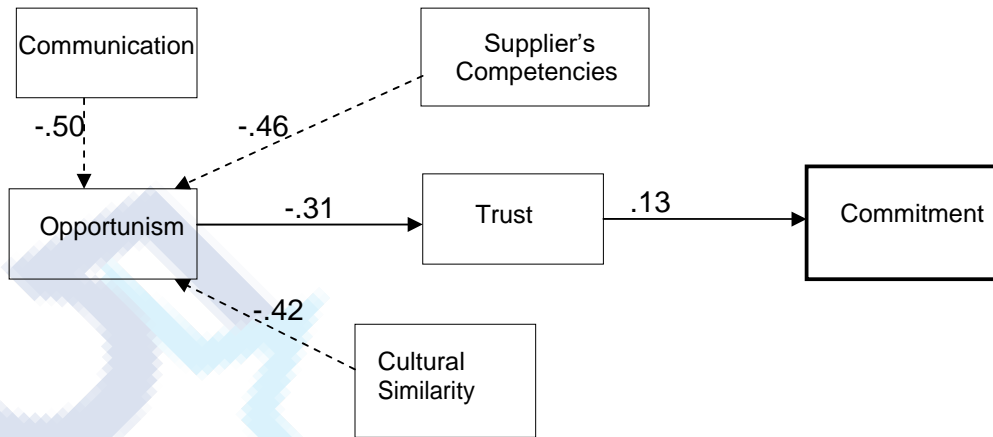 Communication
Supplier's
Competencies
-.50
-.46
Opportunism
-.31
Trust
.13
Commitment
-.42
Cultural
Similarity